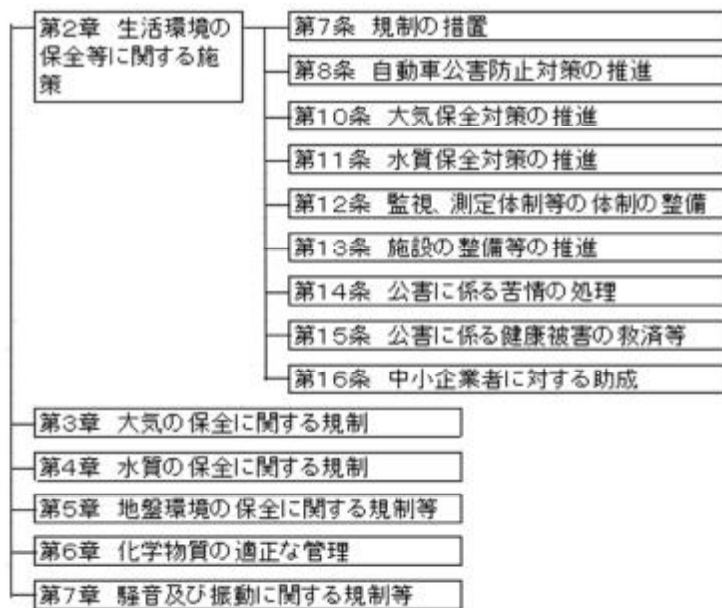 第2章 生活環境の
保全等に関する施
策
第7条 規制の措置
第8条 自動車公害防止対策の推進
第10条 大気保全対策の推進
第11条 水質保全対策の推進
第12条 監視、測定体制等の体制の整備
第13条 施設の整備等の推進
第14条 公害に係る苦情の処理
第15条 公害に係る健康被害の救済等
第16条 中小企業者に対する助成
第3章 大気の保全に関する規制
第4章 水質の保全に関する規制
第5章 地盤環境の保全に関する規制等
第6章 化学物質の適正な管理
第7章 騒音及び振動に関する規制等